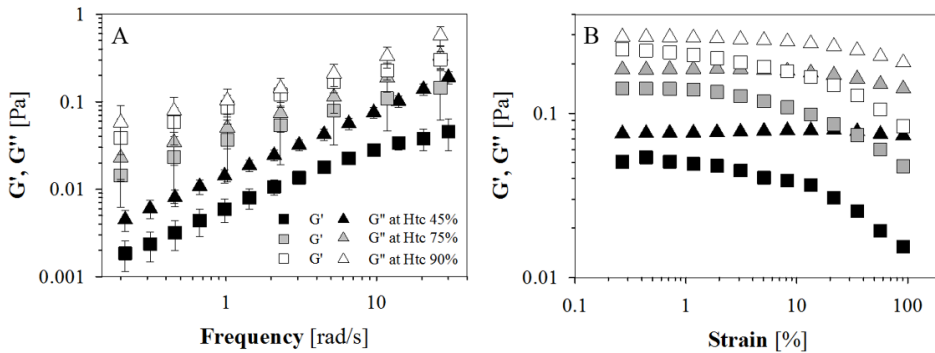 A
G', G'' [Pa]
1
0.1
0.01
0.001
G' G'' at Htc 45%
G' G'' at Htc 75%
G' G'' at Htc 90%
1
10
Frequency [rad/s]
B
G', G'' [Pa]
0.1
0.01
0.1
1
10
100
Strain [%]